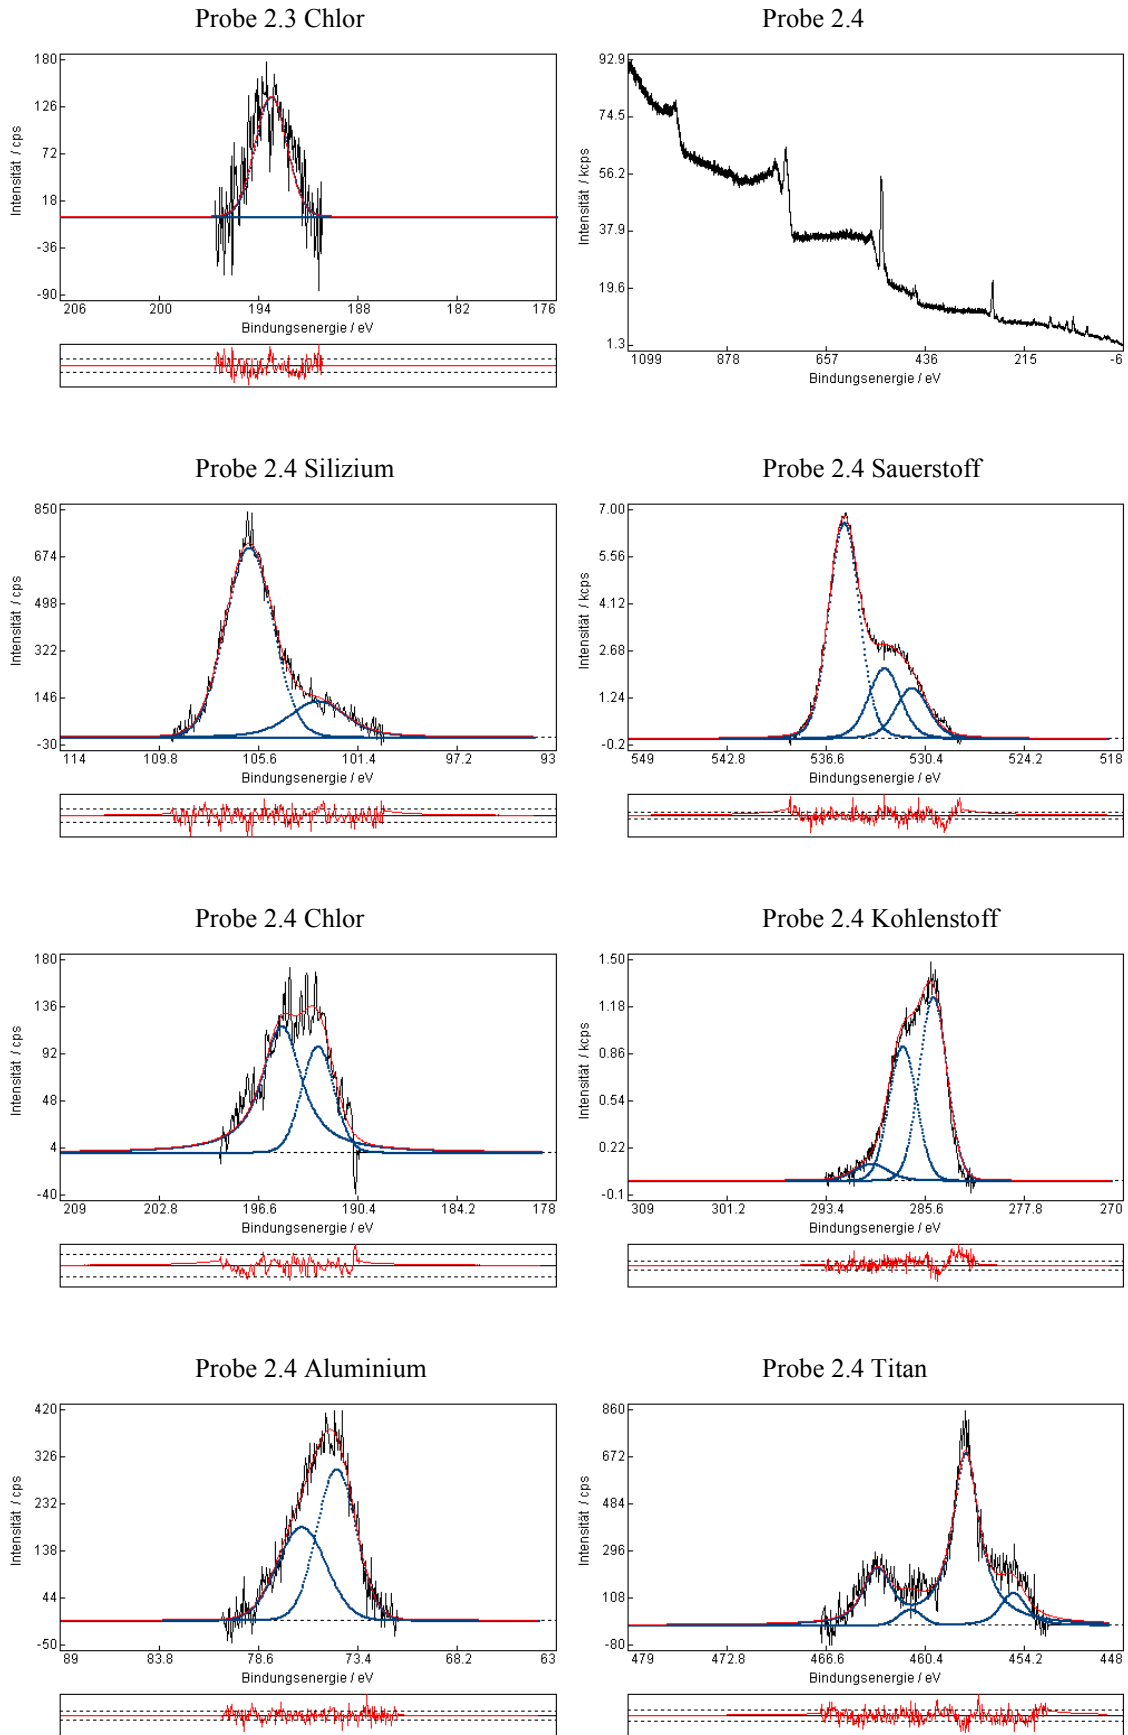 Probe 2.3 Chlor
180
126
72
18
-36
-90
Intensität / cps
206 200 194 188 182 176
Bindungsenergie / eV
Probe 2.4
92.9
74.5
56.2
37.9
19.6
1.3
Intensität / kcps
1099 878 657 436 215 -6
Bindungsenergie / eV
Probe 2.4 Silizium
850
674
498
322
146
-30
Intensität / cps
114 109.8 105.6 101.4 97.2 93
Bindungsenergie / eV
Probe 2.4 Sauerstoff
7.00
5.56
4.12
2.68
1.24
-0.2
Intensität / kcps
549 542.8 536.6 530.4 524.2 518
Bindungsenergie / eV
Probe 2.4 Chlor
180
136
92
48
4
-40
Intensität / cps
209 202.8 196.6 190.4 184.2 178
Bindungsenergie / eV
Probe 2.4 Kohlenstoff
1.50
1.18
0.86
0.54
0.22
-0.1
Intensität / kcps
309 301.2 293.4 285.6 277.8 270
Bindungsenergie / eV
Probe 2.4 Aluminium
420
326
232
138
44
-50
Intensität / cps
89 83.8 78.6 73.4 68.2 63
Bindungsenergie / eV
Probe 2.4 Titan
860
672
484
296
108
-80
Intensität / cps
479 472.8 466.6 460.4 454.2 448
Bindungsenergie / eV